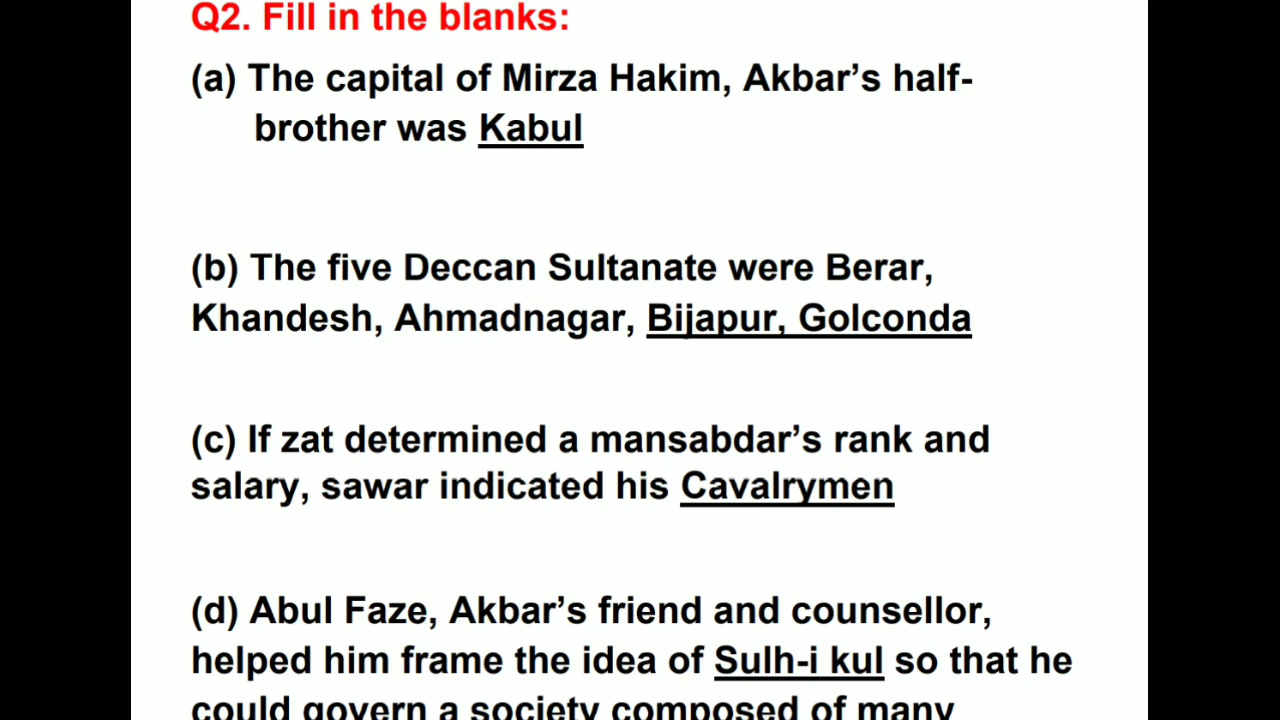 Q2. Fill in the blanks:
(a) The capital of Mirza Hakim, Akbar’s half-
brother was Kabul
(b) The five Deccan Sultanate were Berar,
Khandesh, Ahmadnagar, Bijapur, Golconda
(c) If zat determined a mansabdar’s rank and
salary, sawar indicated his Cavalrymen
(d) Abul Faze, Akbar’s friend and counsellor,
helped him frame the idea of Sulh-i kul so that he
could govern a society composed of many